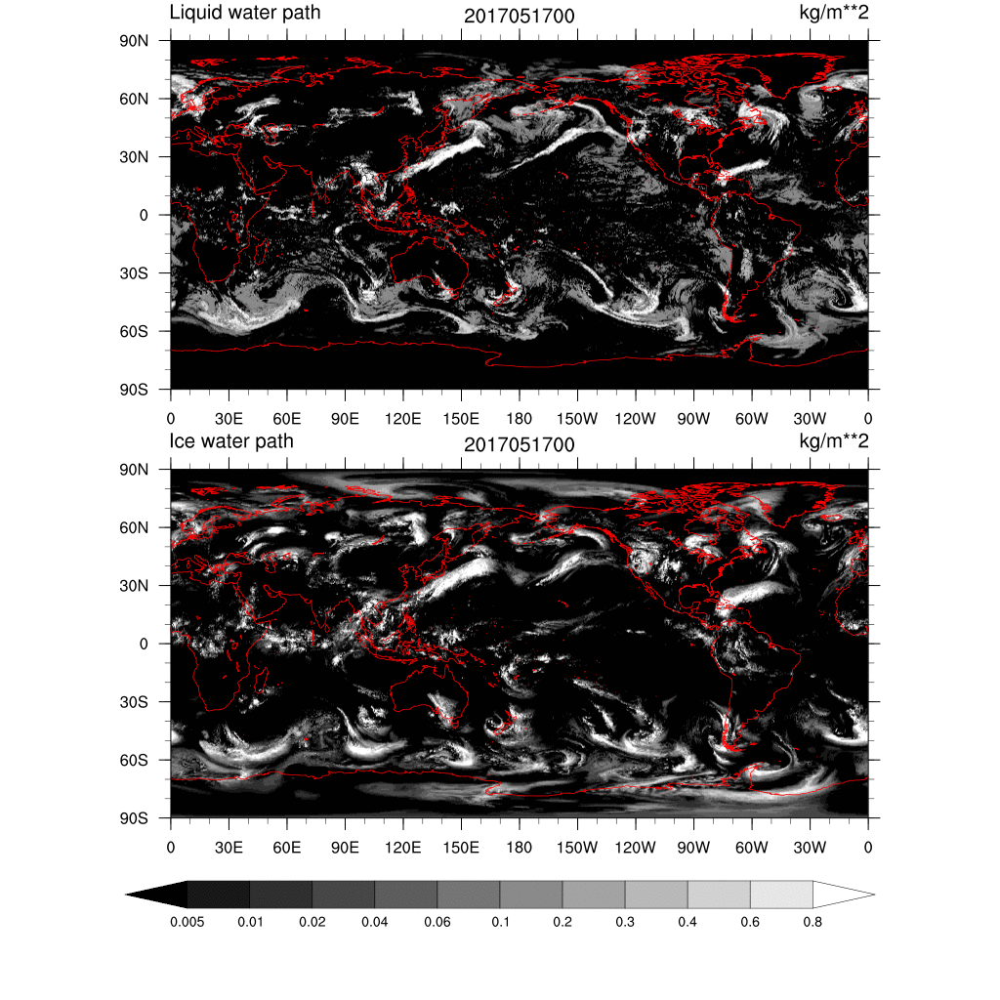 Liquid water path 2017051700 kg/m**2
90N
60N
30N
0
30S
60S
90S
0 30E 60E 90E 120E 150E 180 150W 120W 90W 60W 30W 0
Ice water path 2017051700 kg/m**2
90N
60N
30N
0
30S
60S
90S
0 30E 60E 90E 120E 150E 180 150W 120W 90W 60W 30W 0
0.005 0.01 0.02 0.04 0.06 0.1 0.2 0.3 0.4 0.6 0.8